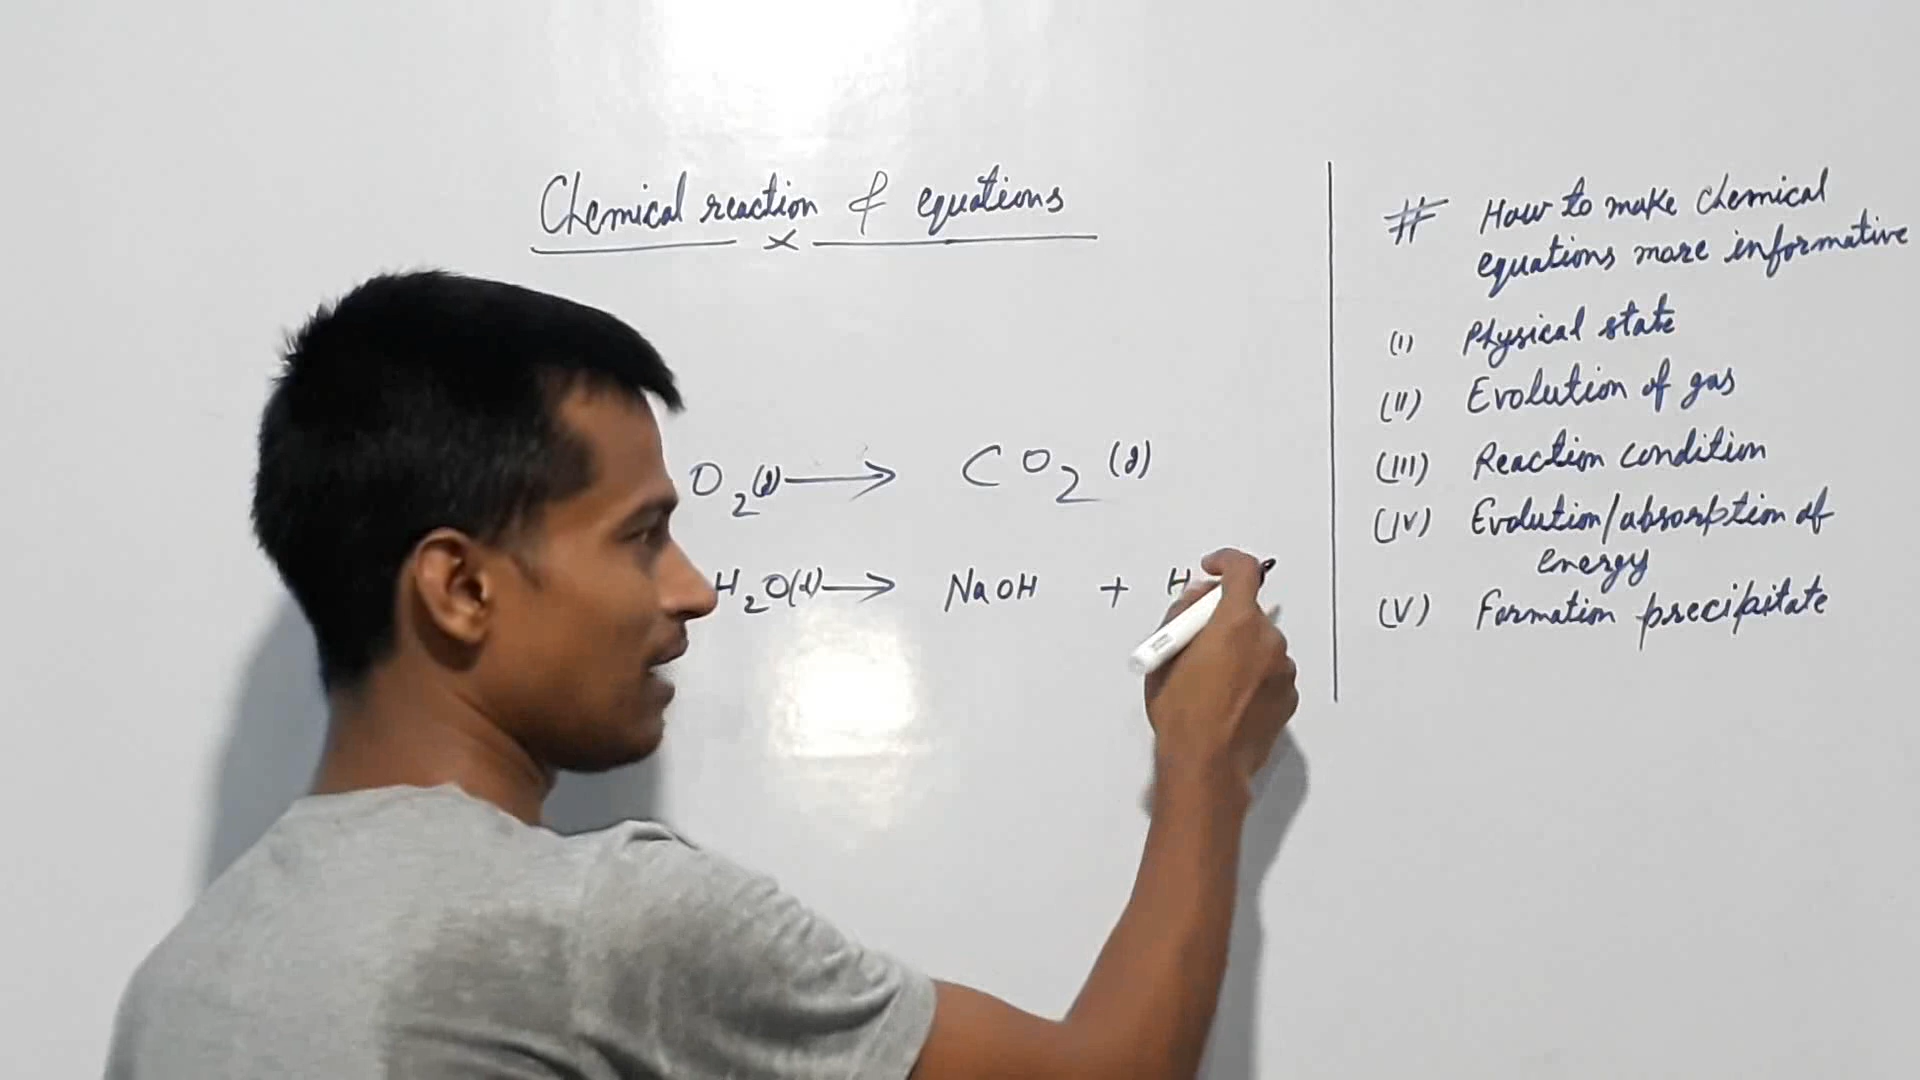 Chemical reaction & equations
x
O2(g) → CO2 (g)
H2O(l) → NaOH + H
# How to make chemical
equations more informative
(I) Physical state
(II) Evolution of gas
(III) Reaction condition
(IV) Evolution/absorption of
energy
(V) Formation precipitate